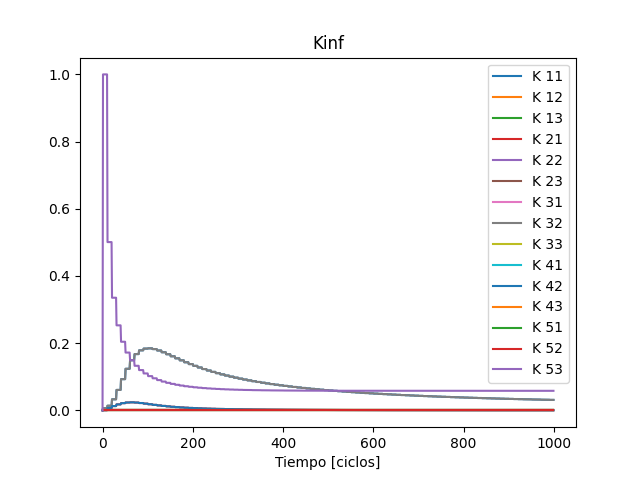 Kinf
1.0
0.8
0.6
0.4
0.2
0.0
0
200
400
600
800
1000
Tiempo [ciclos]
K 11
K 12
K 13
K 21
K 22
K 23
K 31
K 32
K 33
K 41
K 42
K 43
K 51
K 52
K 53